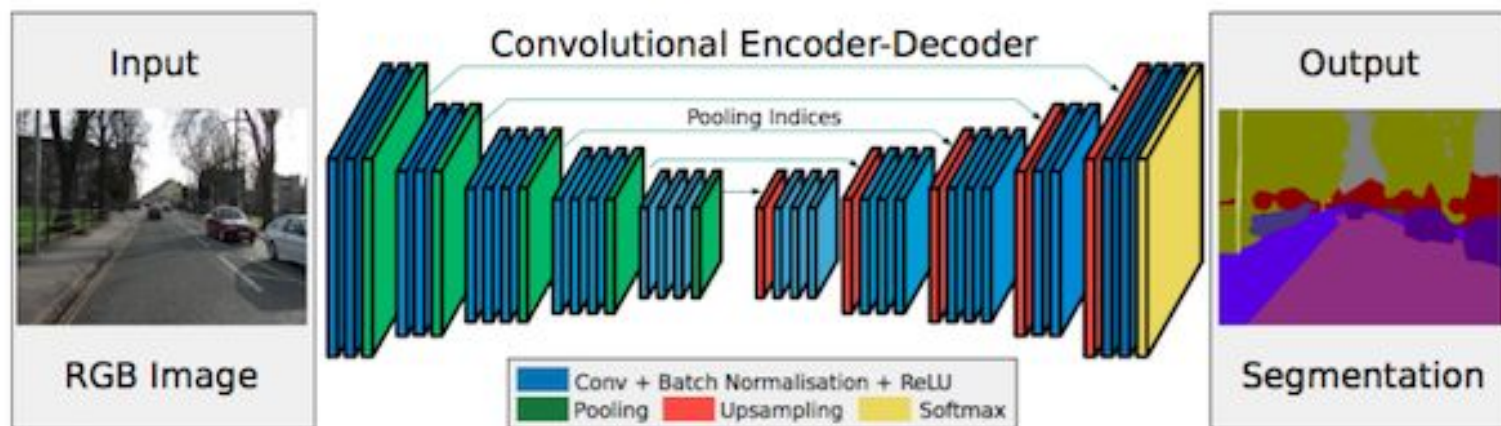 Input
RGB Image
Convolutional Encoder-Decoder
Pooling Indices
Conv + Batch Normalisation + ReLU
Pooling Upsampling Softmax
Output
Segmentation